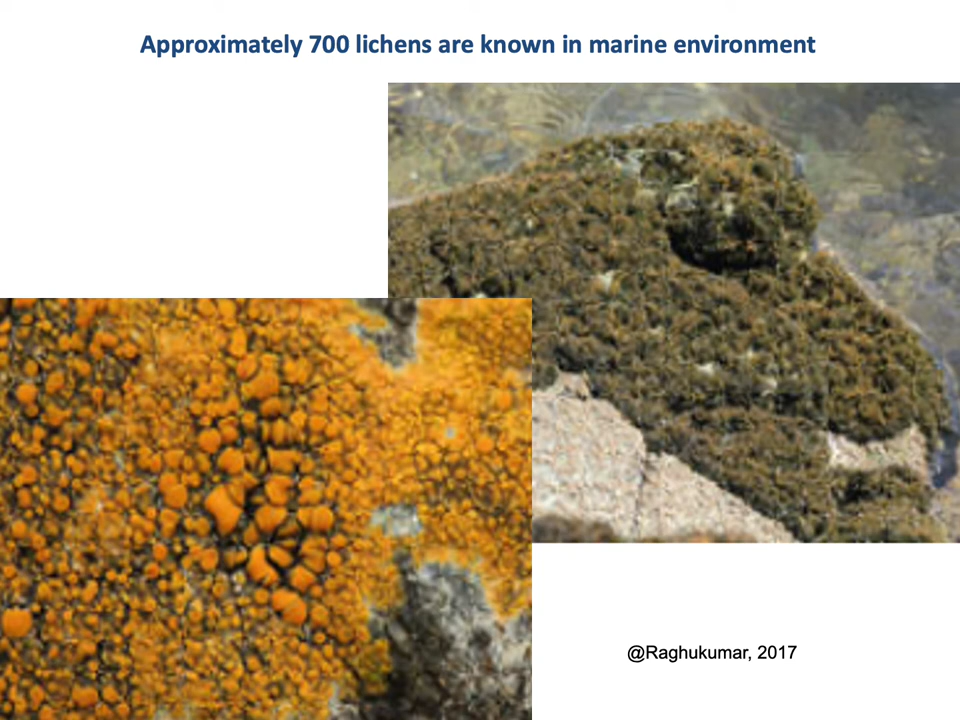 Approximately 700 lichens are known in marine environment
@Raghukumar, 2017